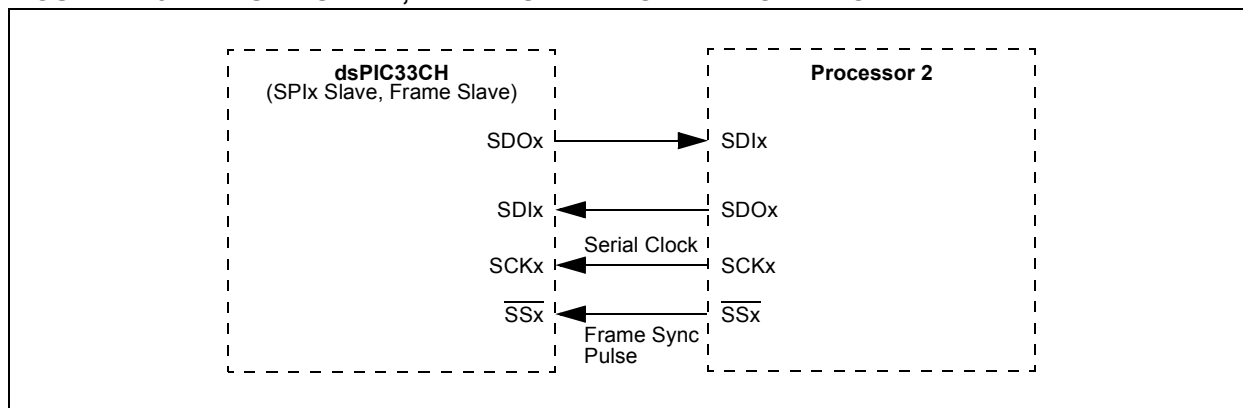 dsPIC33CH
(SPIx Slave, Frame Slave)
Processor 2
SDOx
SDIx
SDIx
SDOx
Serial Clock
SCKx
SCKx
SSx
SSx
Frame Sync
Pulse